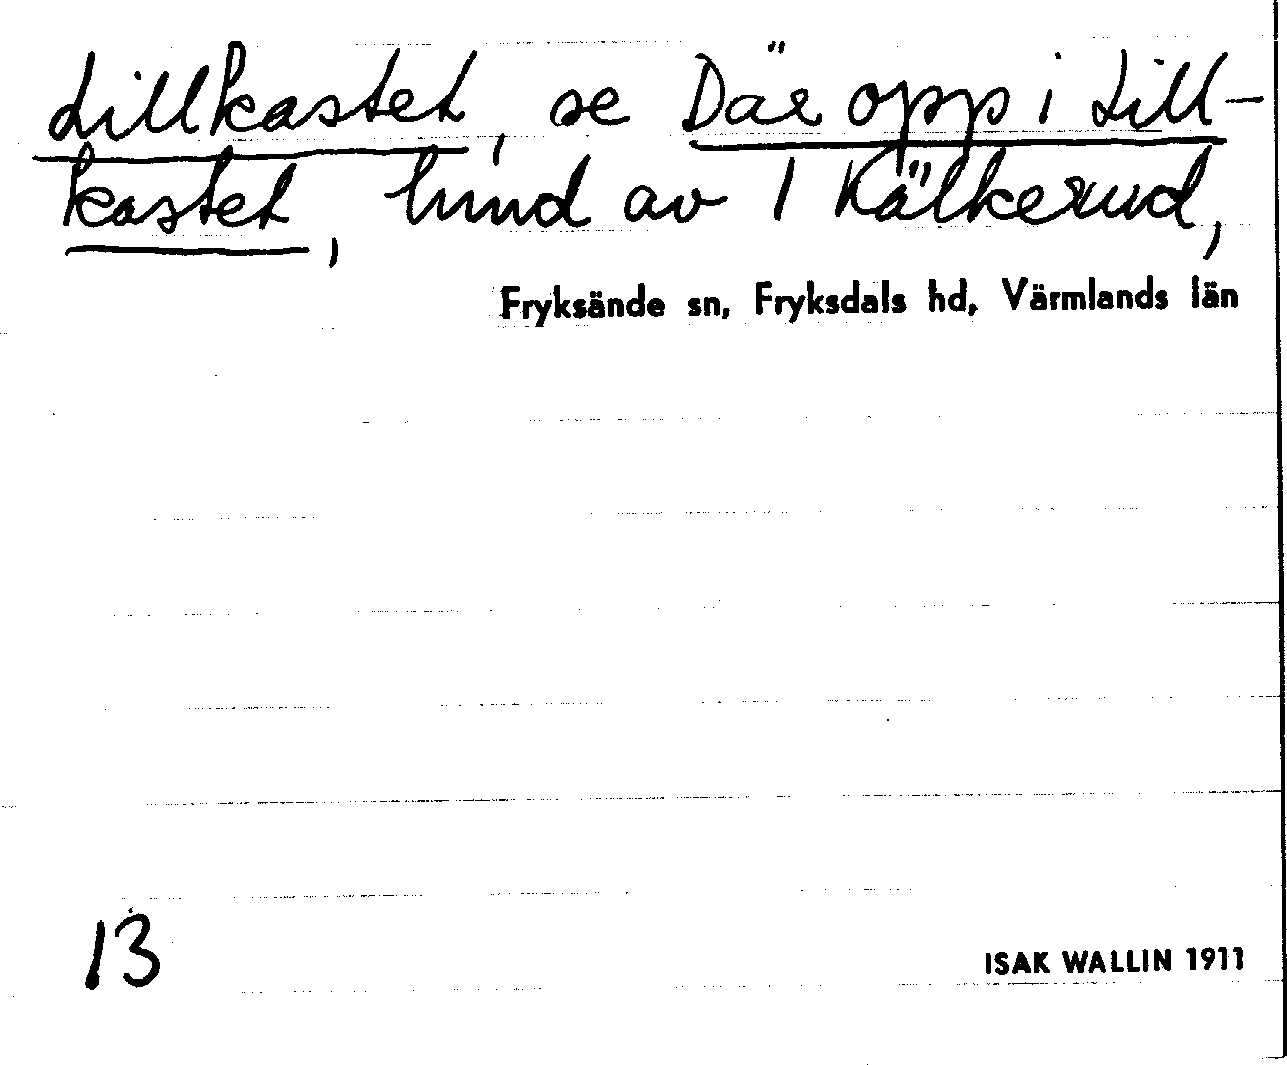 Lillkastet, se Där opp i Lill-
kastet, hmd av 1 Kälkerud,
Fryksände sn, Fryksdals hd, Värmlands län
13
ISAK WALLIN 1911